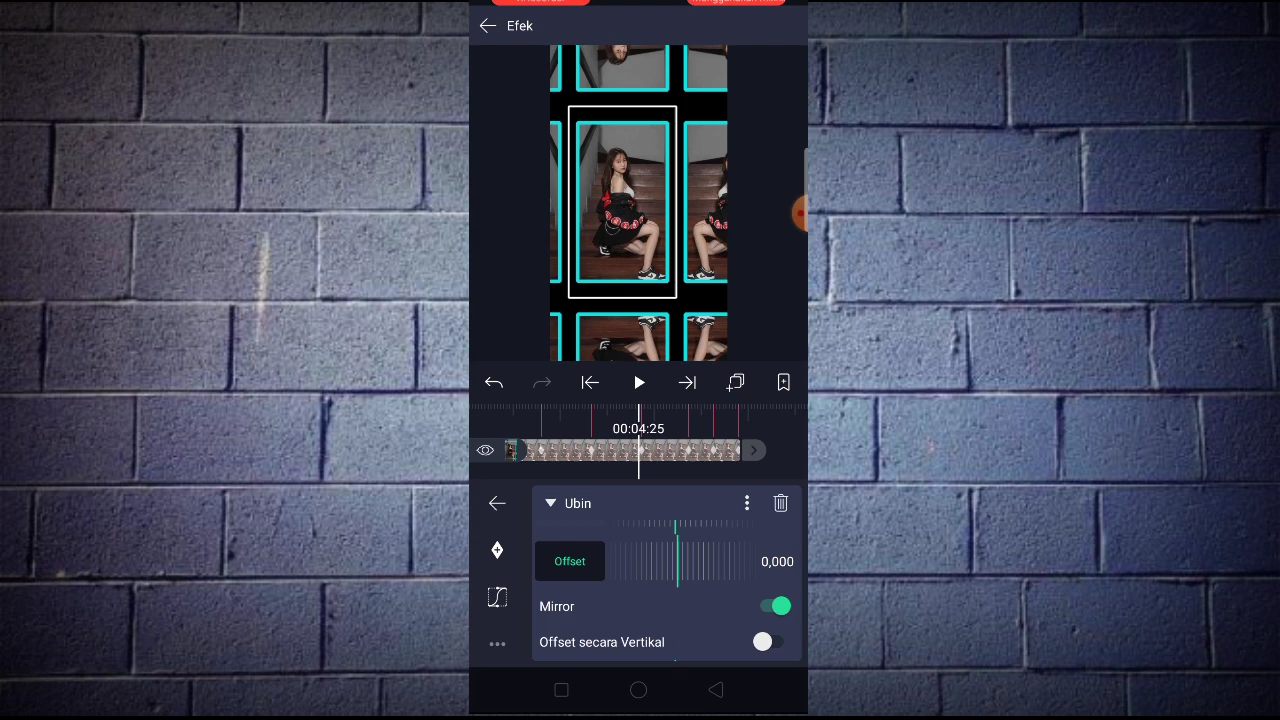 Efek
00:04:25
Ubin
Offset
0,000
Mirror
Offset secara Vertikal